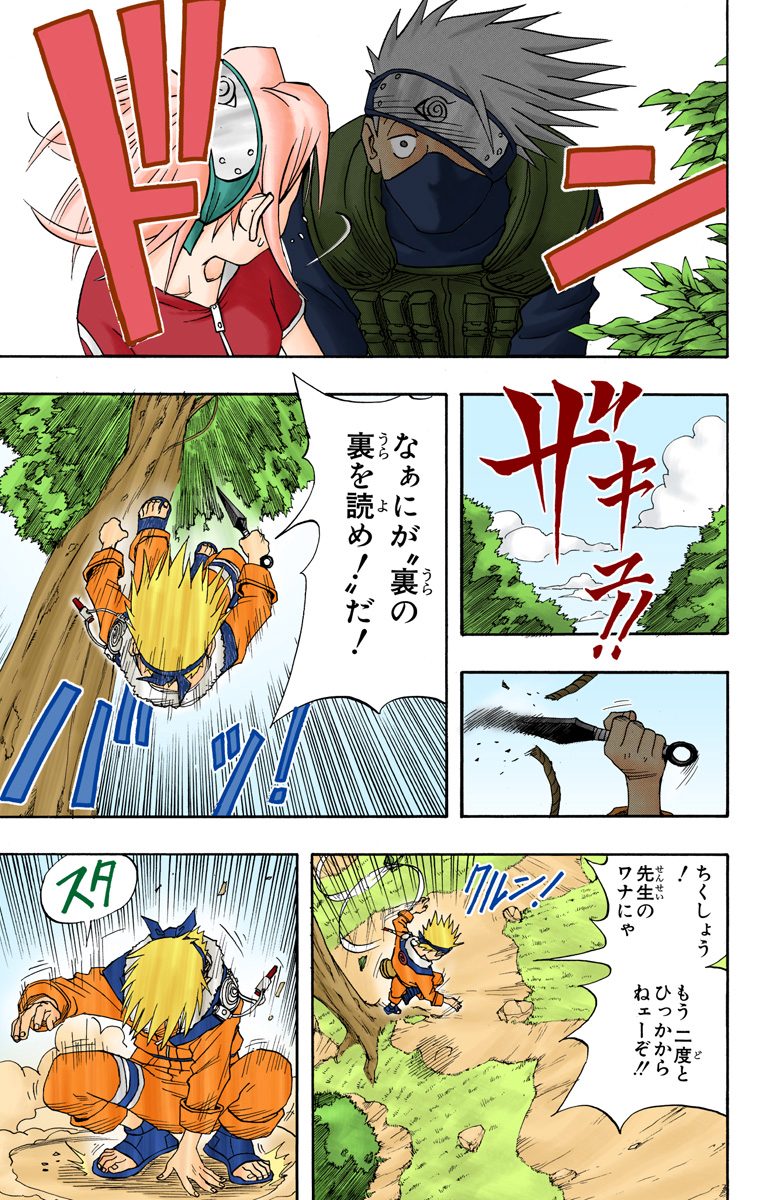 ドン
ザキュ!!
なぁにが〝裏の
裏を読め!〟だ!
バッ!
ちくしょう
!
先生の
ワナにゃ
もう二度と
ひっかから
ねェーぞ!!
クルン!
スタ